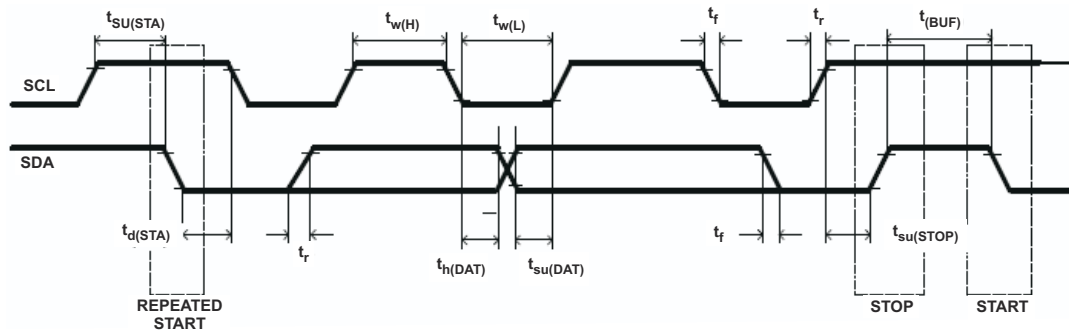 tSU(STA)
tw(H)
tw(L)
tf
tr
t(BUF)
SCL
SDA
td(STA)
tr
th(DAT)
tsu(DAT)
tf
tsu(STOP)
REPEATED
START
STOP
START